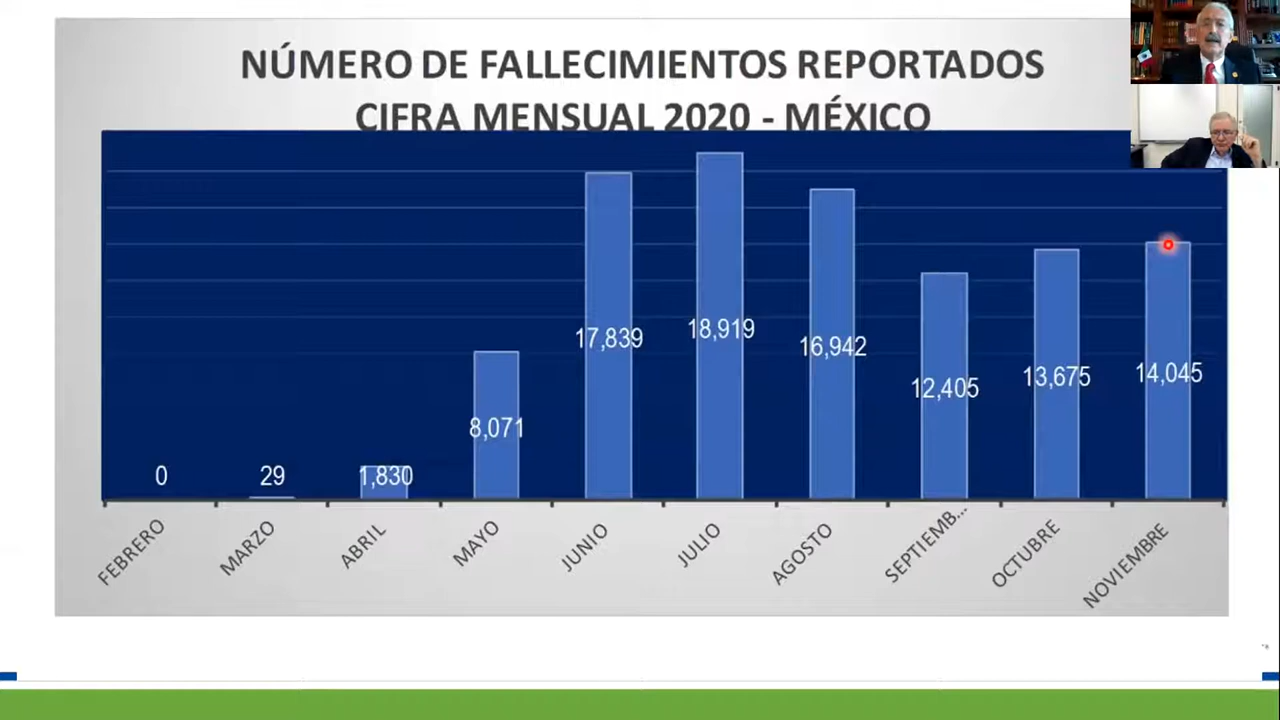 NÚMERO DE FALLECIMIENTOS REPORTADOS
CIFRA MENSUAL 2020 - MÉXICO
0
29
1,830
8,071
17,839
18,919
16,942
12,405
13,675
14,045
FEBRERO
MARZO
ABRIL
MAYO
JUNIO
JULIO
AGOSTO
SEPTIEMB...
OCTUBRE
NOVIEMBRE